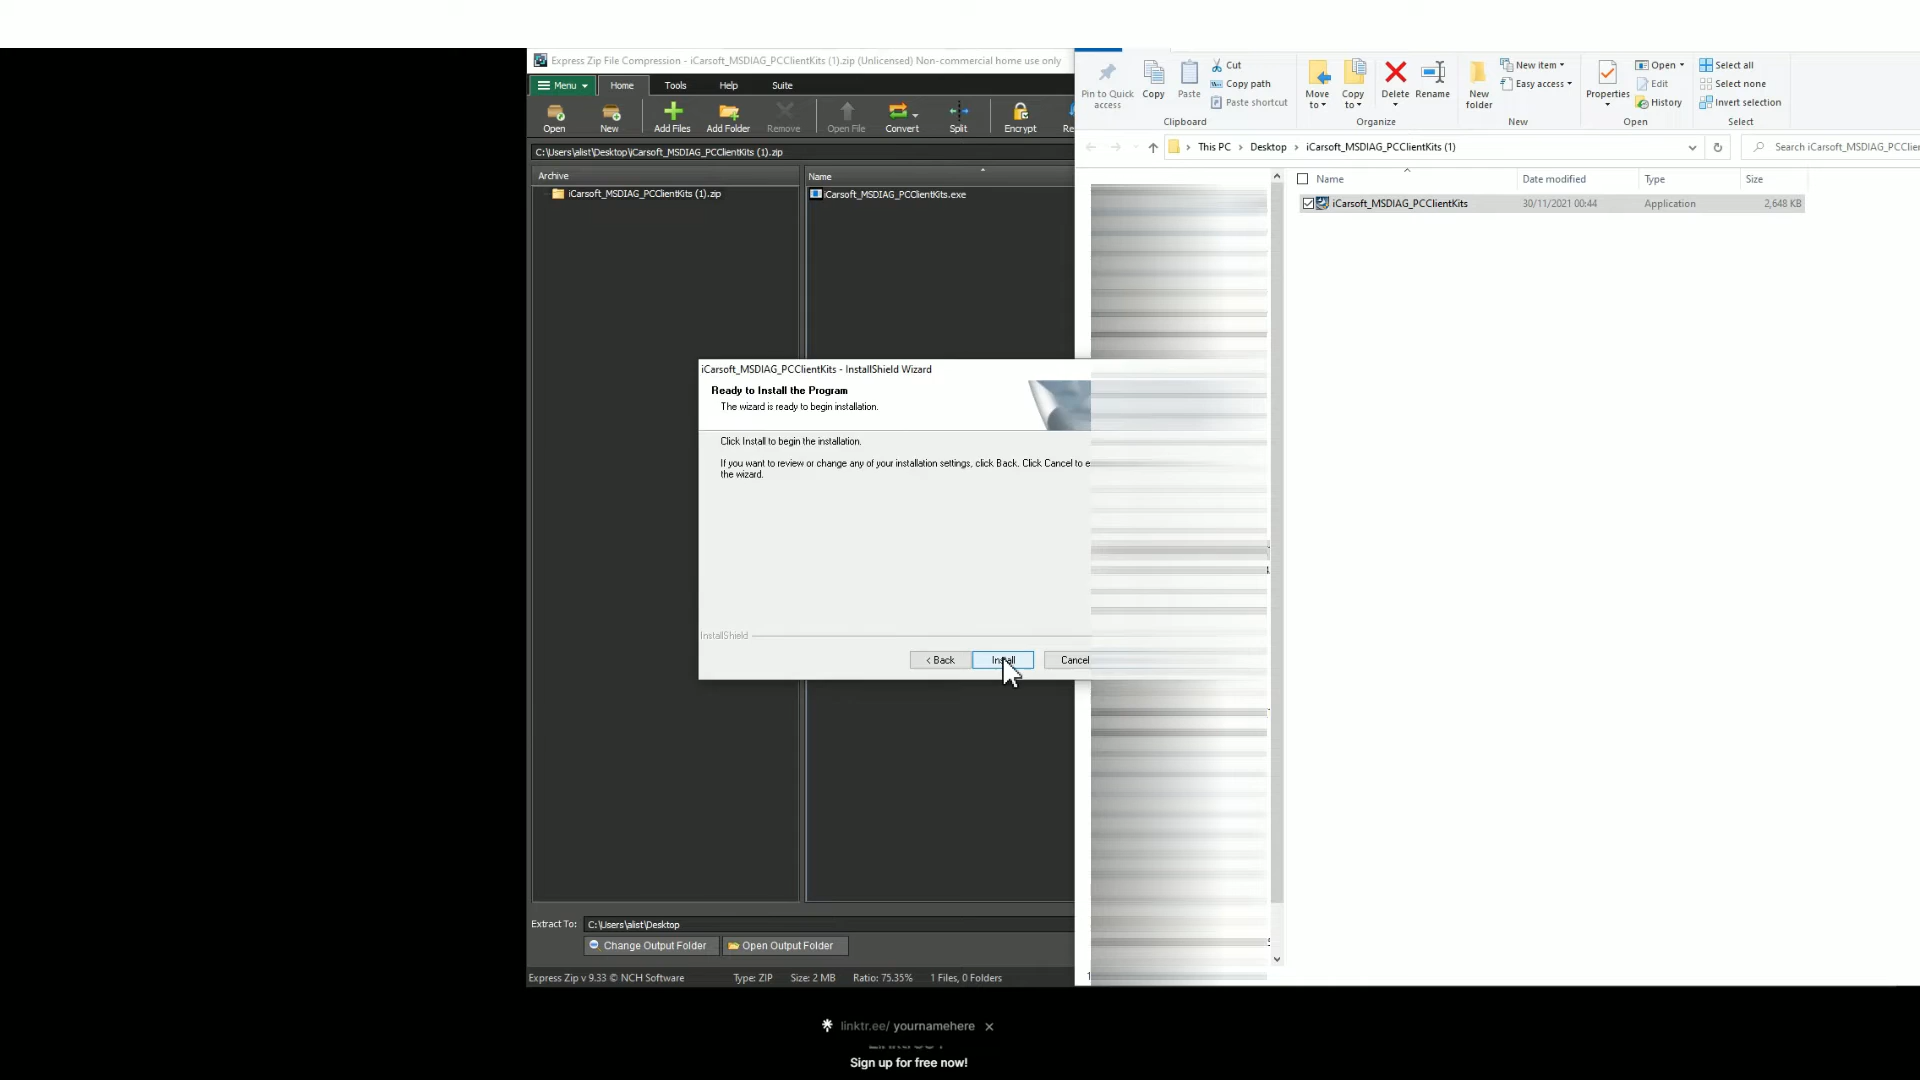 Express Zip File Compression - iCarsoft_MSDIAG_PCClientKits (1).zip (Unlicensed) Non-commercial home use only
Menu Home Tools Help Suite
Open New Add Files Add Folder Remove Open File Convert Split Encrypt
C:\Users\alist\Desktop\iCarsoft_MSDIAG_PCClientKits (1).zip
Archive
iCarsoft_MSDIAG_PCClientKits (1).zip
Name
iCarsoft_MSDIAG_PCClientKits.exe
Pin to Quick access
Copy
Paste
Cut
Copy path
Paste shortcut
Clipboard
Move to
Copy to
Delete
Rename
Organize
New folder
New item
Easy access
New
Properties
Open
Edit
History
Open
Select all
Select none
Invert selection
Select
This PC > Desktop > iCarsoft_MSDIAG_PCClientKits (1)
Search iCarsoft_MSDIAG_PCClie
Name Date modified Type Size
iCarsoft_MSDIAG_PCClientKits 30/11/2021 00:44 Application 2,648 KB
iCarsoft_MSDIAG_PCClientKits - InstallShield Wizard
Ready to Install the Program
The wizard is ready to begin installation.
Click Install to begin the installation.
If you want to review or change any of your installation settings, click Back. Click Cancel to e
the wizard.
InstallShield
< Back Install Cancel
Extract To: C:\Users\alist\Desktop
Change Output Folder Open Output Folder
Express Zip v 9.33 © NCH Software Type: ZIP Size: 2 MB Ratio: 75.35% 1 Files, 0 Folders
linktr.ee/ yournamehere
Sign up for free now!